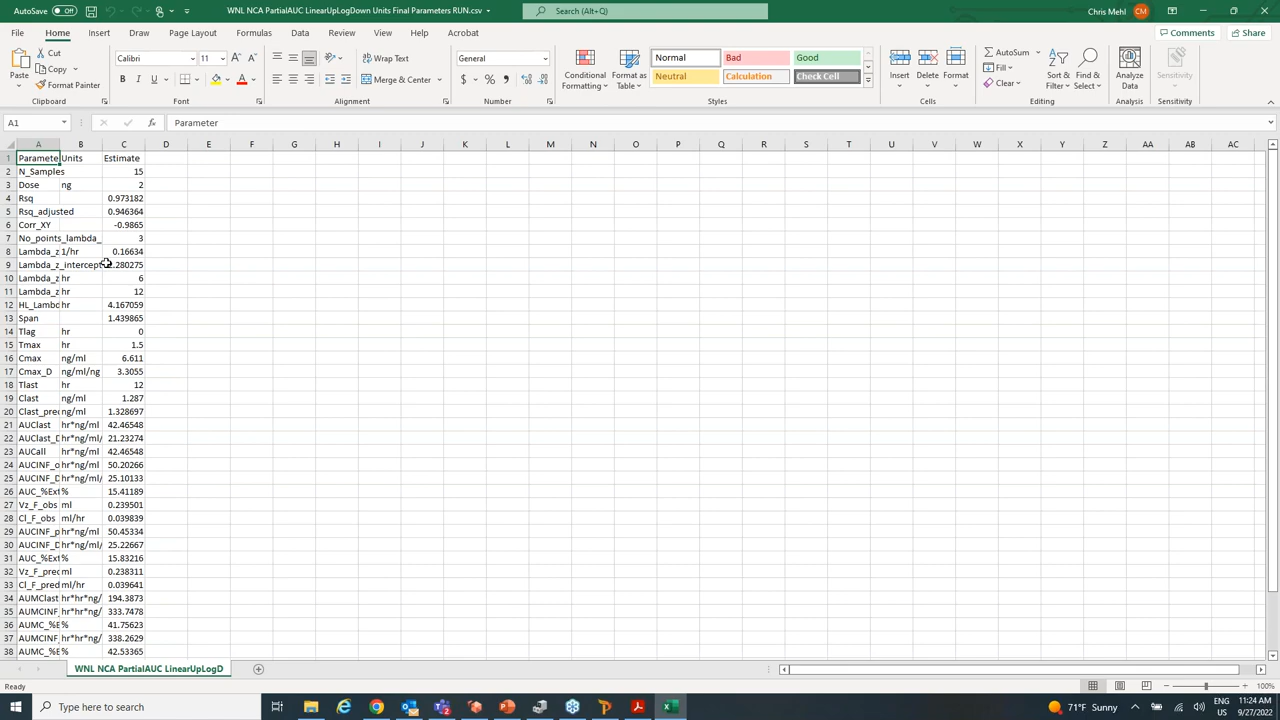 AutoSave Off
WNL NCA PartialAUC LinearUpLogDown Units Final Parameters RUN.csv
Search (Alt+Q)
Chris Mehl CM
File Home Insert Draw Page Layout Formulas Data Review View Help Acrobat
Comments Share
Paste
Cut
Copy
Format Painter
Clipboard
Calibri 11
B I U
Font
Wrap Text
Merge & Center
Alignment
General
Number
Conditional Formatting
Format as Table
Normal Bad Good
Neutral Calculation Check Cell
Styles
Insert Delete Format
Cells
AutoSum
Fill
Clear
Sort & Filter
Find & Select
Editing
Analyze Data
Analysis
Sensitivity
Sensitivity
A1 Parameter
A B C D E F G H I J K L M N O P Q R S T U V W X Y Z AA AB AC
1 Paramete Units Estimate
2 N_Samples 15
3 Dose ng 2
4 Rsq 0.973182
5 Rsq_adjusted 0.946364
6 Corr_XY -0.9865
7 No_points_lambda_ 3
8 Lambda_z 1/hr 0.16634
9 Lambda_z_intercept .280275
10 Lambda_z hr 6
11 Lambda_z hr 12
12 HL_Lambd hr 4.167059
13 Span 1.439865
14 Tlag hr 0
15 Tmax hr 1.5
16 Cmax ng/ml 6.611
17 Cmax_D ng/ml/ng 3.3055
18 Tlast hr 12
19 Clast ng/ml 1.287
20 Clast_pred ng/ml 1.328697
21 AUClast hr*ng/ml 42.46548
22 AUClast_D hr*ng/ml/ 21.23274
23 AUCall hr*ng/ml 42.46548
24 AUCINF_o hr*ng/ml 50.20266
25 AUCINF_D hr*ng/ml/ 25.10133
26 AUC_%Ext % 15.41189
27 Vz_F_obs ml 0.239501
28 Cl_F_obs ml/hr 0.039839
29 AUCINF_p hr*ng/ml 50.45334
30 AUCINF_D hr*ng/ml/ 25.22667
31 AUC_%Ext % 15.83216
32 Vz_F_pred ml 0.238311
33 Cl_F_pred ml/hr 0.039641
34 AUMClast hr*hr*ng/ 194.3873
35 AUMCINF_ hr*hr*ng/ 333.7478
36 AUMC_%E % 41.75623
37 AUMCINF_ hr*hr*ng/ 338.2629
38 AUMC_%E % 42.53365
WNL NCA PartialAUC LinearUpLogD
Ready
100%
Type here to search
71°F Sunny
ENG
US
11:24 AM
9/27/2022